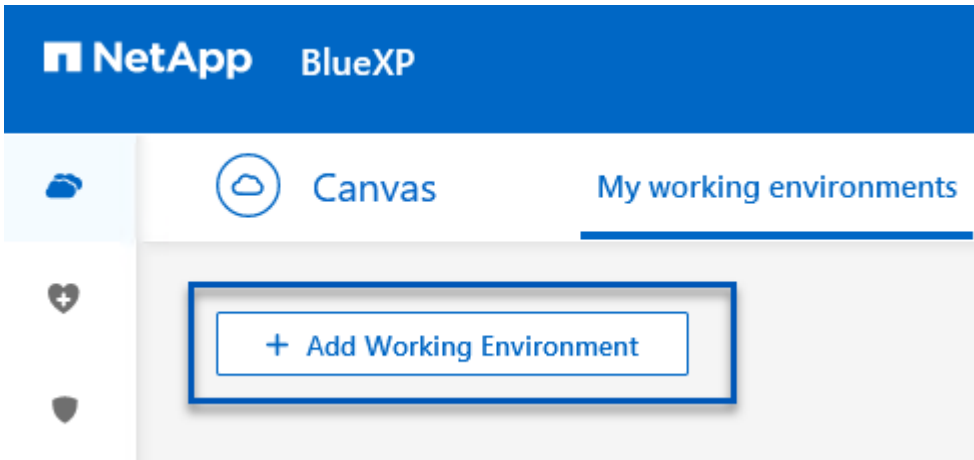 NetApp BlueXP
Canvas My working environments
+ Add Working Environment